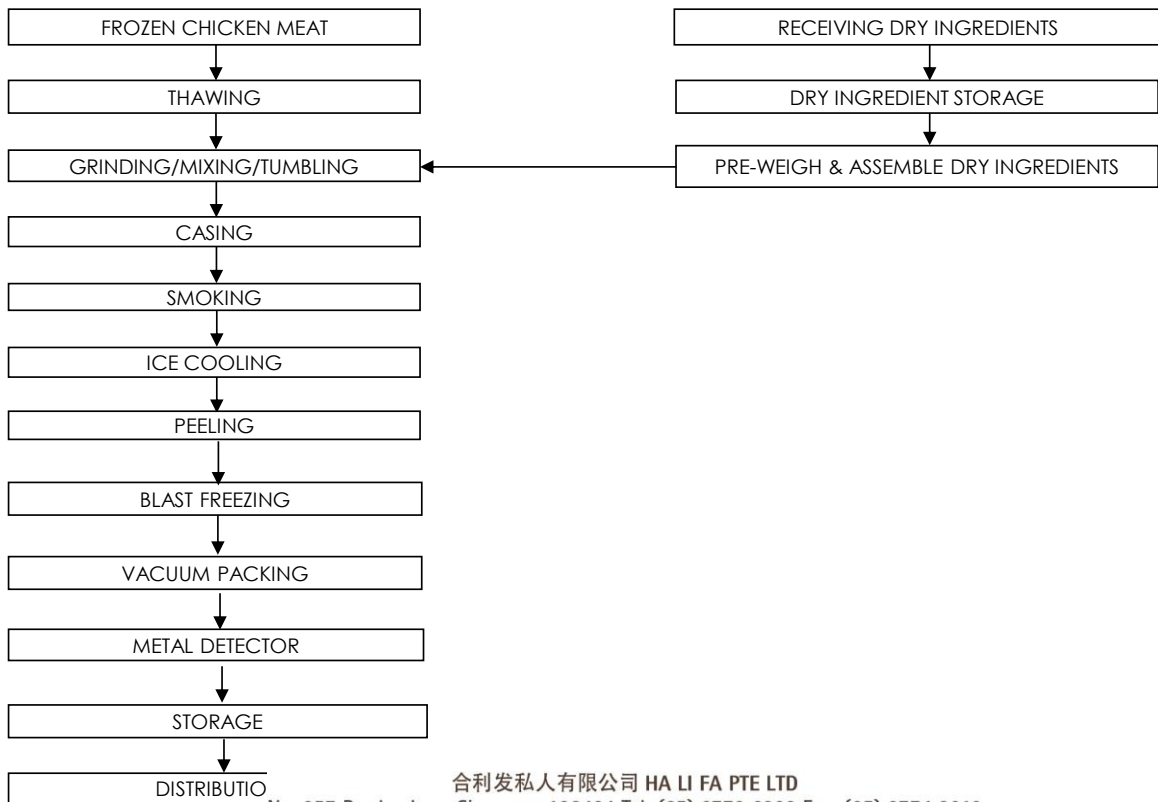 FROZEN CHICKEN MEAT
RECEIVING DRY INGREDIENTS
THAWING
DRY INGREDIENT STORAGE
GRINDING/MIXING/TUMBLING
PRE-WEIGH & ASSEMBLE DRY INGREDIENTS
CASING
SMOKING
ICE COOLING
PEELING
BLAST FREEZING
VACUUM PACKING
METAL DETECTOR
STORAGE
DISTRIBUTIO
合利发私人有限公司 HA LI FA PTE LTD